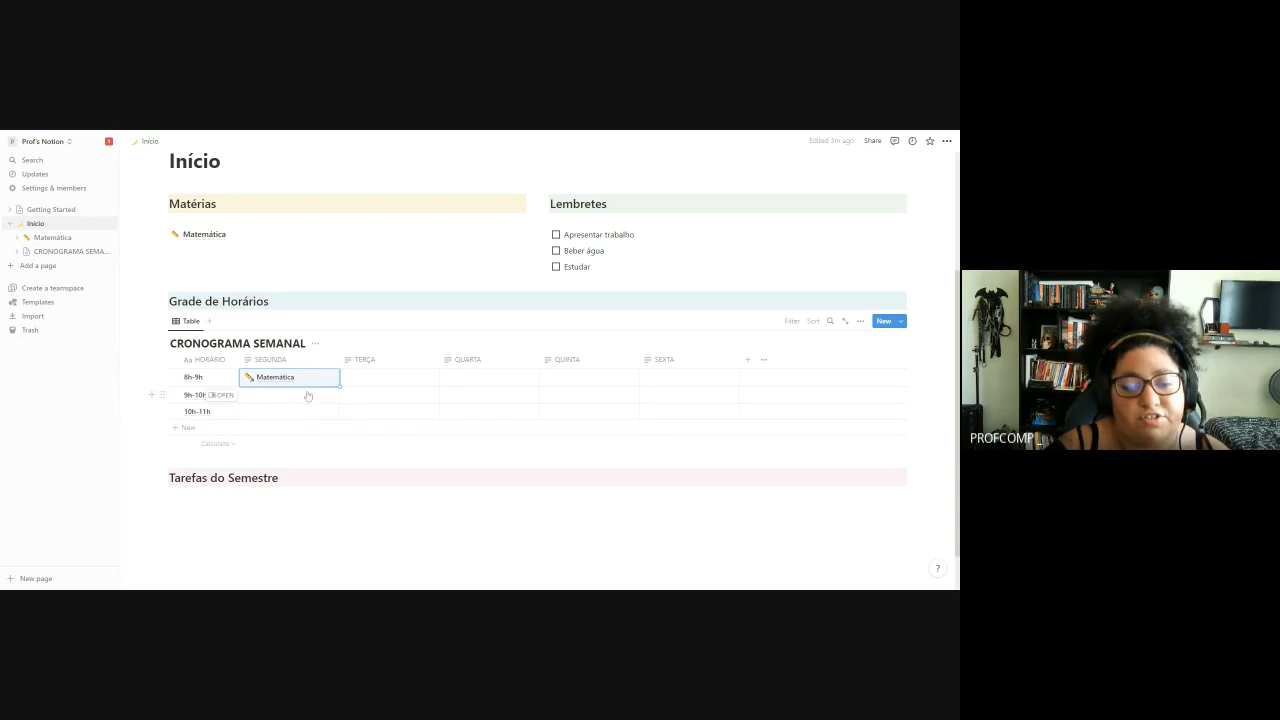 P Prof's Notion
1
Search
Updates
Settings & members
Getting Started
Início
Matemática
CRONOGRAMA SEMA...
Add a page
Create a teamspace
Templates
Import
Trash
New page
Início
Edited 3m ago Share
Início
Matérias
Matemática
Lembretes
Apresentar trabalho
Beber água
Estudar
Grade de Horários
Table
Filter Sort New
CRONOGRAMA SEMANAL
Aa HORÁRIO SEGUNDA TERÇA QUARTA QUINTA SEXTA
8h-9h Matemática
9h-10h OPEN
10h-11h
New
Calculate
Tarefas do Semestre
?
PROFCOMP_